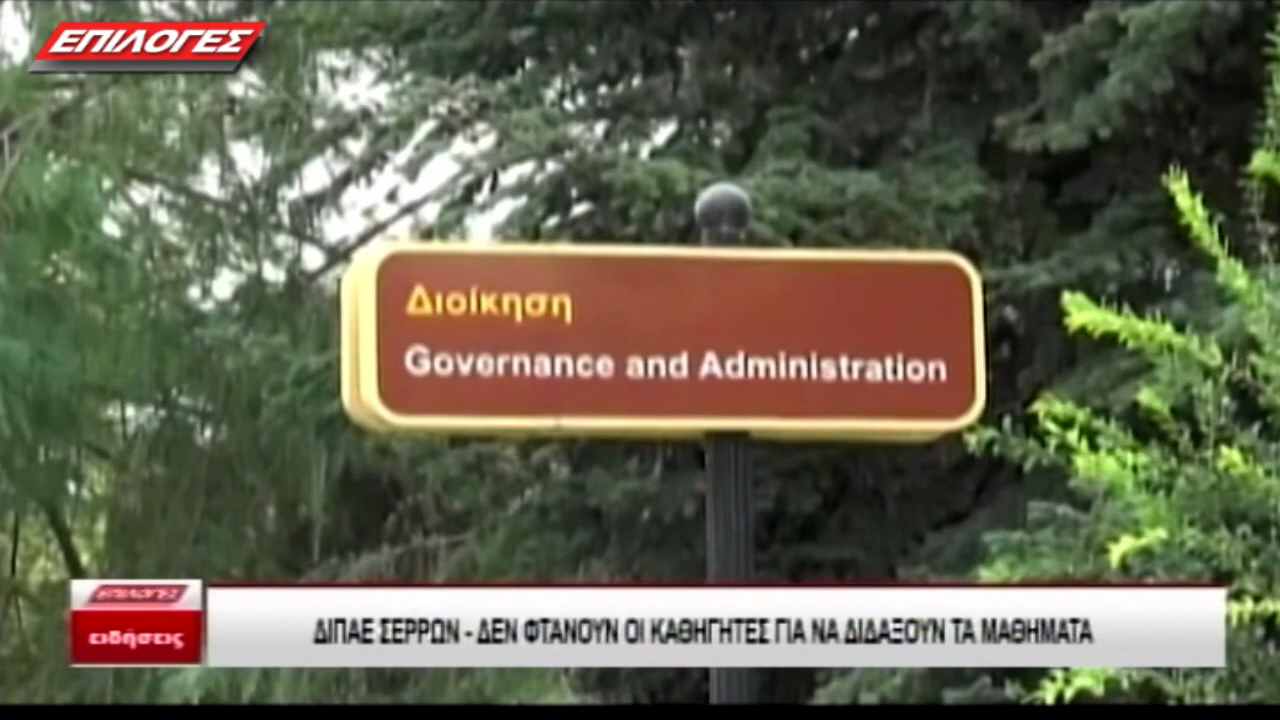 ΕΠΙΛΟΓΕΣ
Διοίκηση
Governance and Administration
ΕΠΙΛΟΓΕΣ
ειδήσεις
ΔΙΠΑΕ ΣΕΡΡΩΝ - ΔΕΝ ΦΤΑΝΟΥΝ ΟΙ ΚΑΘΗΓΗΤΕΣ ΓΙΑ ΝΑ ΔΙΔΑΞΟΥΝ ΤΑ ΜΑΘΗΜΑΤΑ